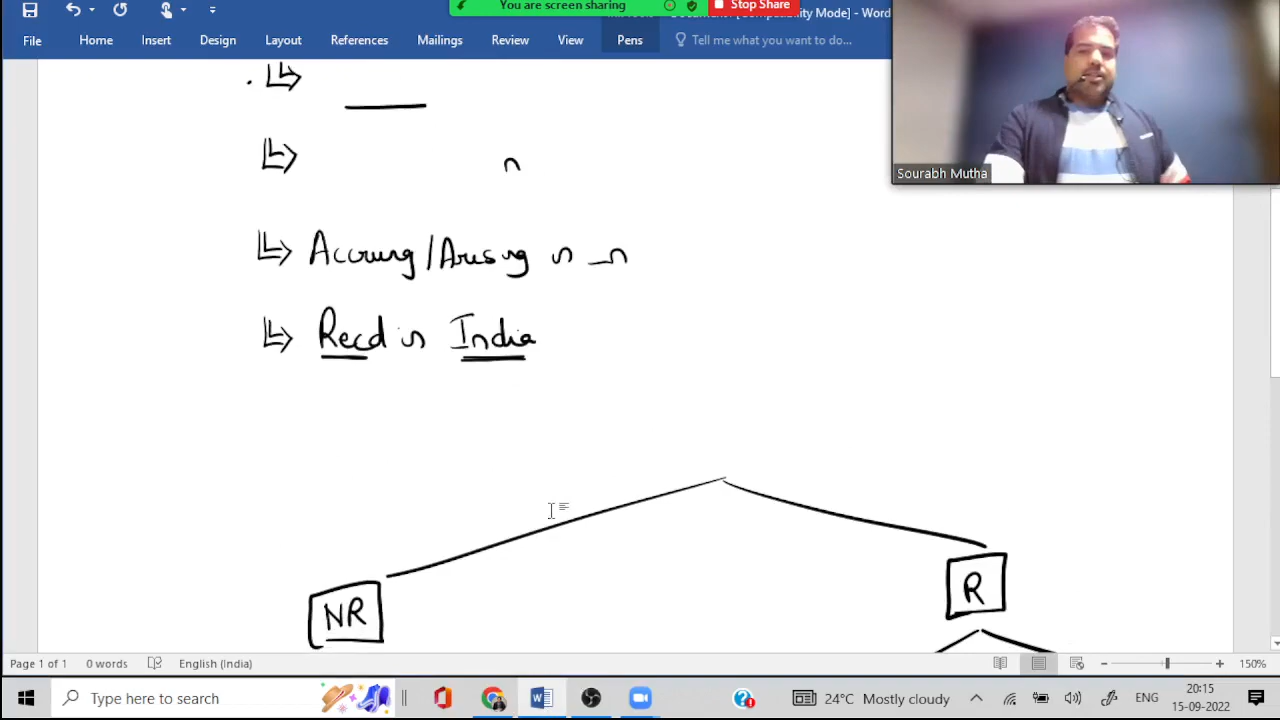 You are screen sharing
Stop Share
[Compatibility Mode] - Word
File Home Insert Design Layout References Mailings Review View Pens Tell me what you want to do...
Sourabh Mutha
n
Accruing/Arising n _n
Recd in India
NR
R
Page 1 of 1 0 words English (India) 150%
Type here to search 24°C Mostly cloudy ENG 20:15
15-09-2022